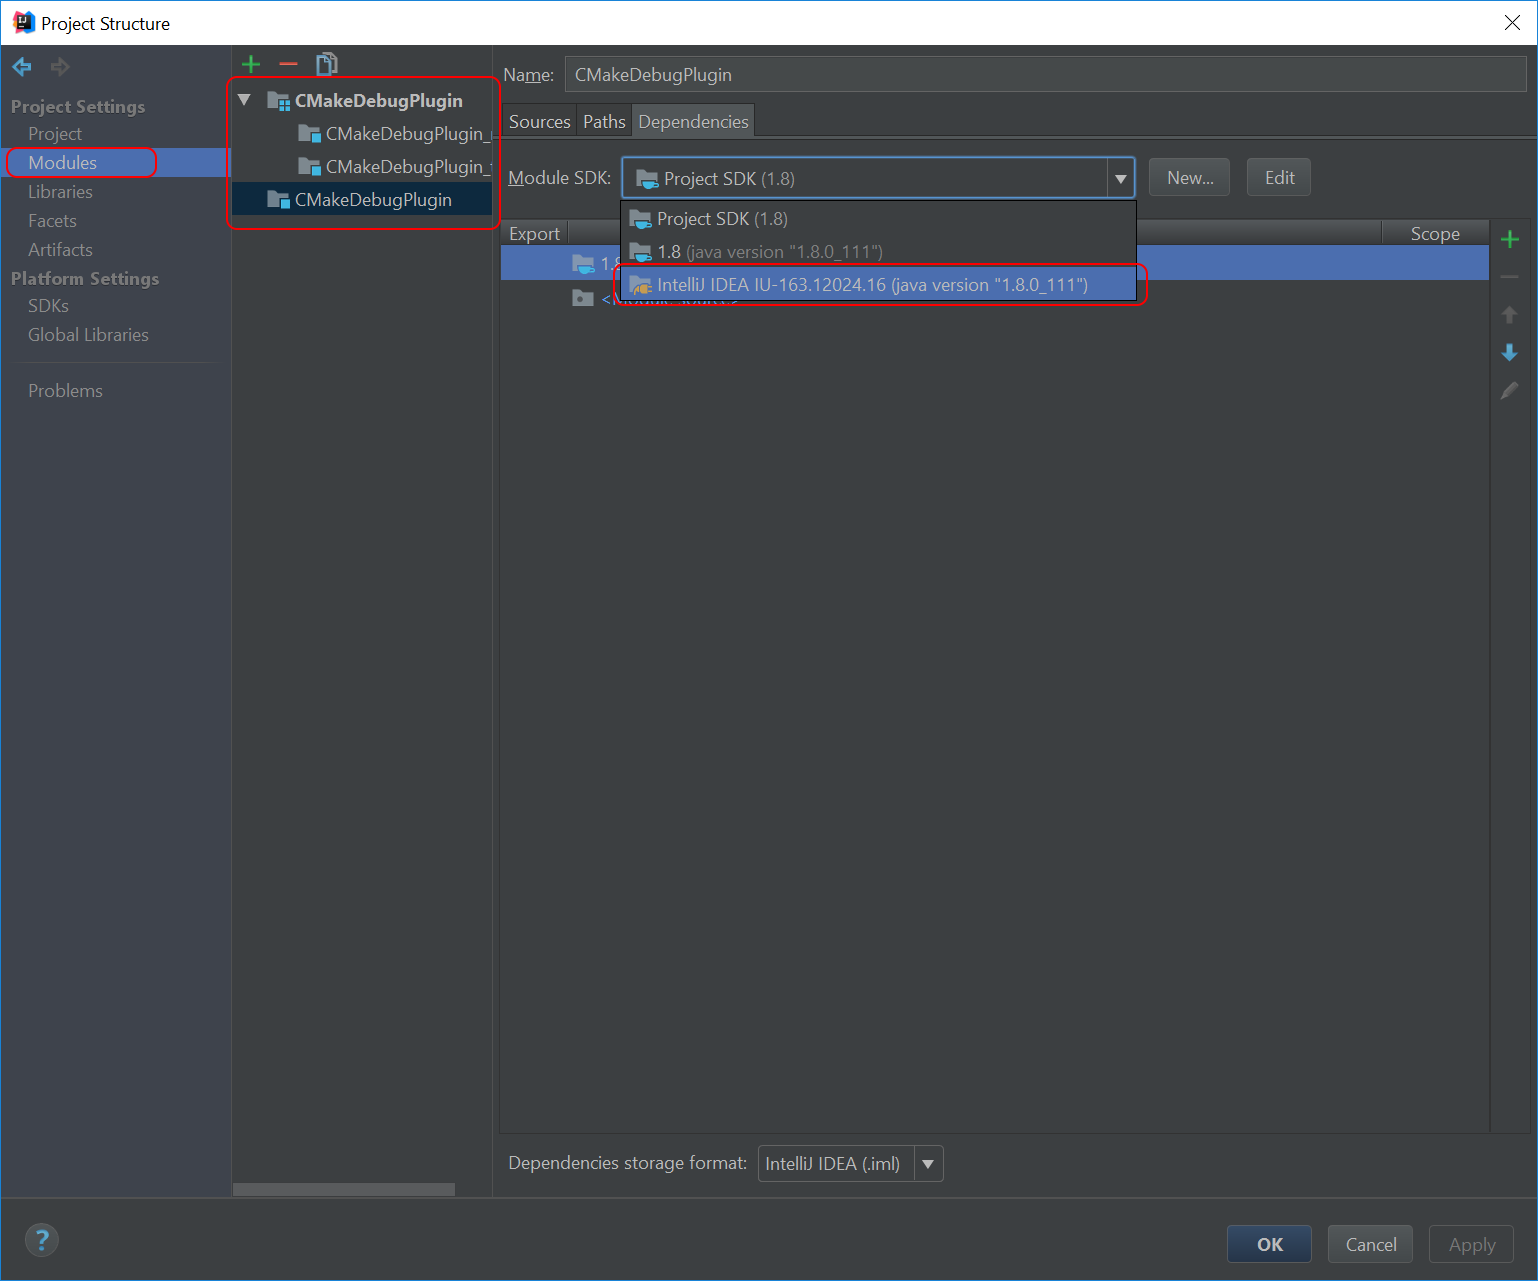 Project Structure
Project Settings
Project
Modules
Libraries
Facets
Artifacts
Platform Settings
SDKs
Global Libraries
Problems
CMakeDebugPlugin
CMakeDebugPlugin_
CMakeDebugPlugin_
CMakeDebugPlugin
Name: CMakeDebugPlugin
Sources Paths Dependencies
Module SDK: Project SDK (1.8) New... Edit
Project SDK (1.8)
1.8 (java version "1.8.0_111")
IntelliJ IDEA IU-163.12024.16 (java version "1.8.0_111")
Export Scope
1.8
Dependencies storage format: IntelliJ IDEA (.iml)
? OK Cancel Apply